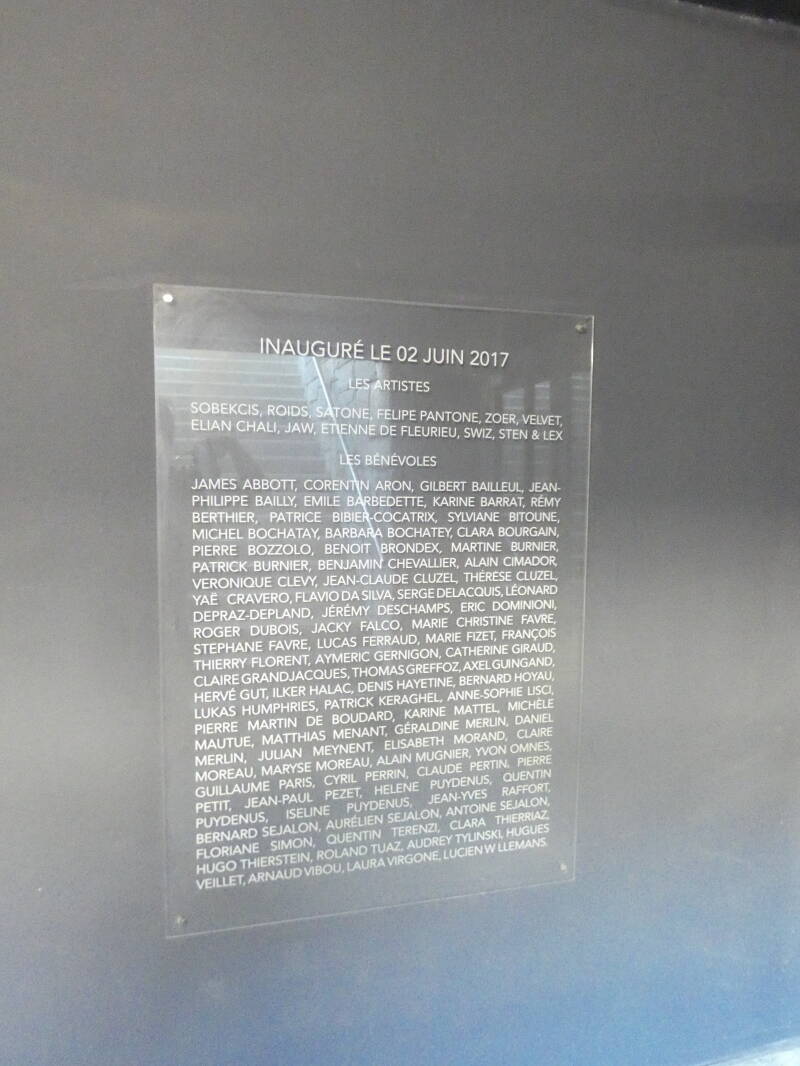 INAUGURÉ LE 02 JUIN 2017
LES ARTISTES
SOBEKCIS, ROIDS, SATONE, FELIPE PANTONE, ZOER, VELVET,
ELIAN CHALI, JAW, ETIENNE DE FLEURIEU, SWIZ, STEN & LEX
LES BÉNÉVOLES
JAMES ABBOTT, CORENTIN ARON, GILBERT BAILLEUL, JEAN-
PHILIPPE BAILLY, EMILE BARBEDETTE, KARINE BARRAT, RÉMY
BERTHIER, PATRICE BIBIER-COCATRIX, SYLVIANE BITOUNE,
MICHEL BOCHATAY, BARBARA BOCHATEY, CLARA BOURGAIN,
PIERRE BOZZOLO, BENOIT BRONDEX, MARTINE BURNIER,
PATRICK BURNIER, BENJAMIN CHEVALLIER, ALAIN CIMADOR,
VERONIQUE CLEVY, JEAN-CLAUDE CLUZEL, THÉRÈSE CLUZEL,
YAË CRAVERO, FLAVIO DA SILVA, SERGE DELACQUIS, LÉONARD
DEPRAZ-DEPLAND, JÉRÉMY DESCHAMPS, ERIC DOMINIONI,
ROGER DUBOIS, JACKY FALCO, MARIE CHRISTINE FAVRE,
STEPHANE FAVRE, LUCAS FERRAUD, MARIE FIZET, FRANÇOIS
THIERRY FLORENT, AYMERIC GERNIGON, CATHERINE GIRAUD,
CLAIRE GRANDJACQUES, THOMAS GREFFOZ, AXEL GUINGAND,
HERVÉ GUT, ILKER HALAC, DENIS HAYETINE, BERNARD HOYAU,
LUKAS HUMPHRIES, PATRICK KERAGHEL, ANNE-SOPHIE LISCI,
PIERRE MARTIN DE BOUDARD, KARINE MATTEL, MICHÈLE
MAUTUE, MATTHIAS MENANT, GÉRALDINE MERLIN, DANIEL
MERLIN, JULIAN MEYNENT, ELISABETH MORAND, CLAIRE
MOREAU, MARYSE MOREAU, ALAIN MUGNIER, YVON OMNES,
GUILLAUME PARIS, CYRIL PERRIN, CLAUDE PERTIN, PIERRE
PETIT, JEAN-PAUL PEZET, HELENE PUYDENUS, QUENTIN
PUYDENUS, ISELINE PUYDENUS, JEAN-YVES RAFFORT,
BERNARD SEJALON, AURÉLIEN SEJALON, ANTOINE SEJALON,
FLORIANE SIMON, QUENTIN TERENZI, CLARA THIERRIAZ,
HUGO THIERSTEIN, ROLAND TUAZ, AUDREY TYLINSKI, HUGUES
VEILLET, ARNAUD VIBOU, LAURA VIRGONE, LUCIEN W LLEMANS.